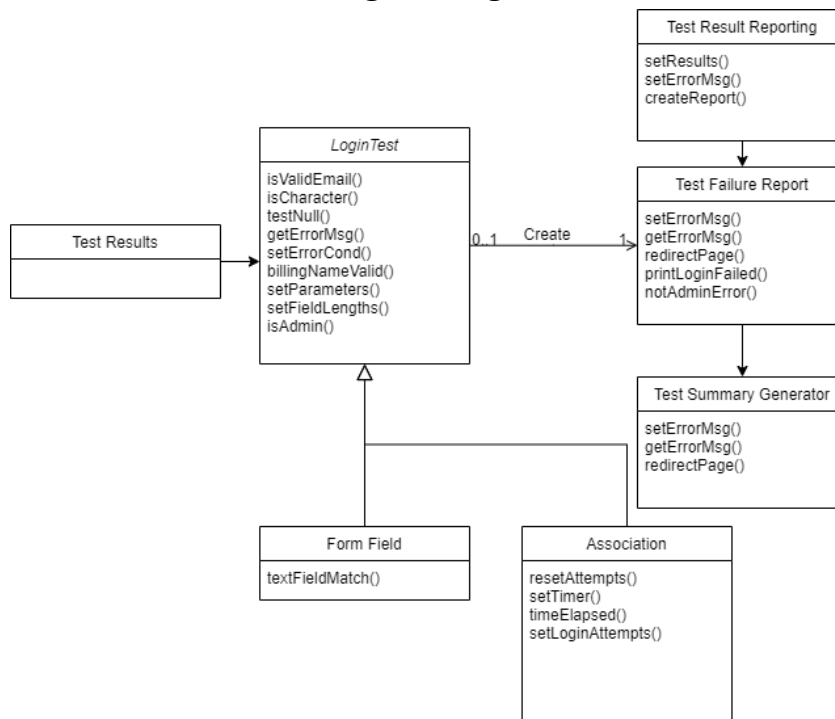 Test Result Reporting
setResults()
setErrorMsg()
createReport()
LoginTest
isValidEmail()
isCharacter()
testNull()
getErrorMsg()
setErrorCond()
billingNameValid()
setParameters()
setFieldLengths()
isAdmin()
Test Results
0..1
Create
1
Test Failure Report
setErrorMsg()
getErrorMsg()
redirectPage()
printLoginFailed()
notAdminError()
Test Summary Generator
setErrorMsg()
getErrorMsg()
redirectPage()
Form Field
textFieldMatch()
Association
resetAttempts()
setTimer()
timeElapsed()
setLoginAttempts()